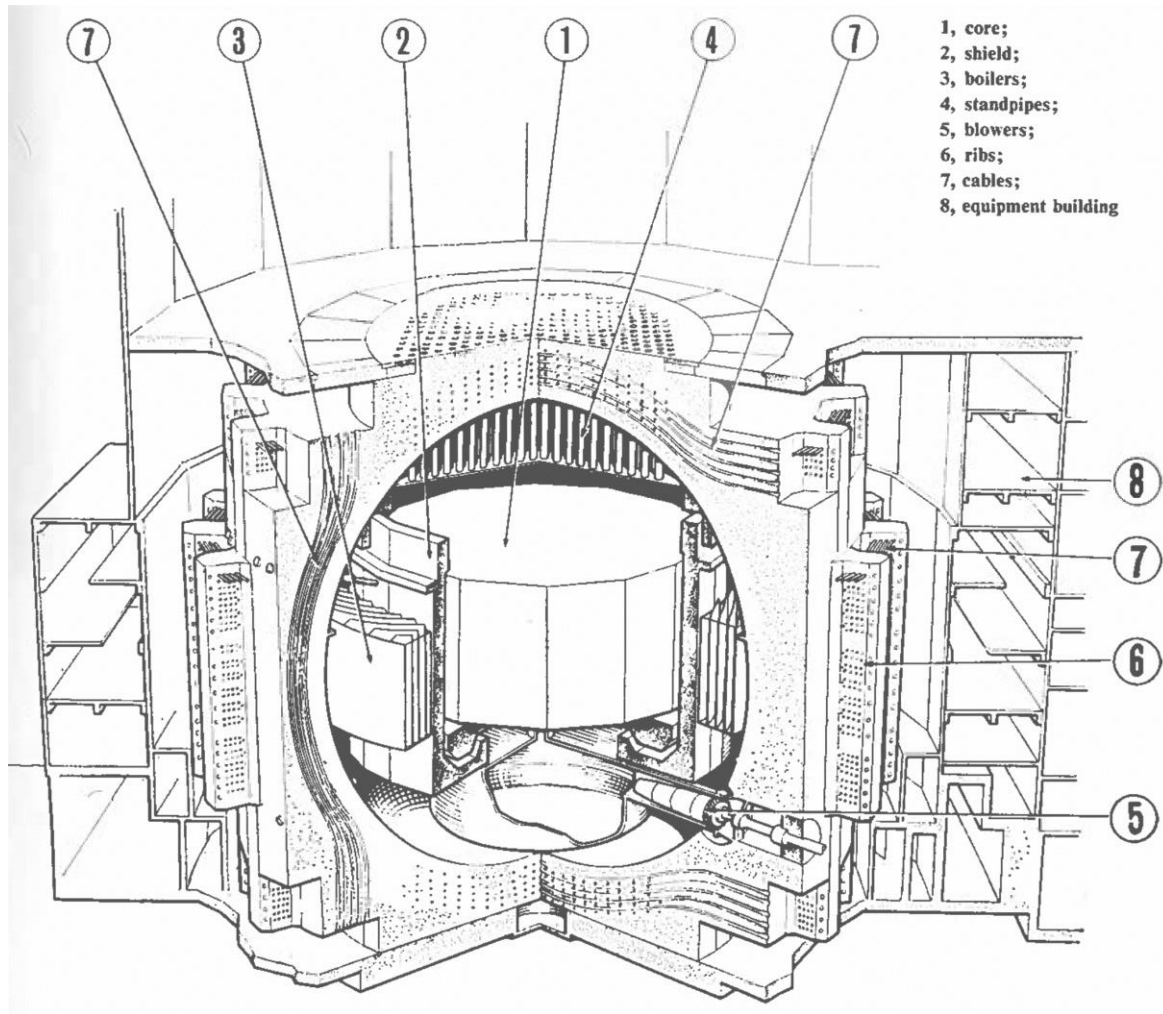 7 3 2 1 4 7
1, core;
2, shield;
3, boilers;
4, standpipes;
5, blowers;
6, ribs;
7, cables;
8, equipment building
8
7
6
5